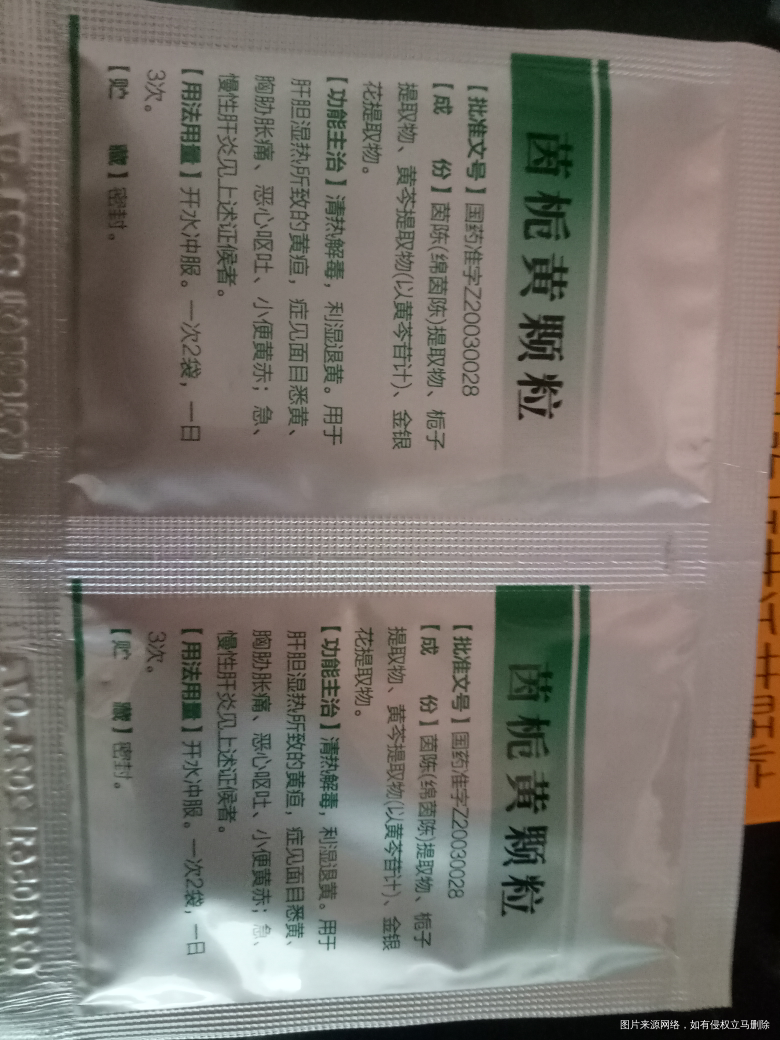 茵栀黄颗粒
【批准文号】国药准字Z20030028
【成　　份】茵陈(绵茵陈)提取物、栀子
提取物、黄芩提取物(以黄芩苷计)、金银
花提取物。
【功能主治】清热解毒，利湿退黄。用于
肝胆湿热所致的黄疸，症见面目悉黄、
胸胁胀痛、恶心呕吐、小便黄赤；急、
慢性肝炎见上述证候者。
【用法用量】开水冲服。一次2袋，一日
3次。
【贮　　藏】密封。
茵栀黄颗粒
【批准文号】国药准字Z20030028
【成　　份】茵陈(绵茵陈)提取物、栀子
提取物、黄芩提取物(以黄芩苷计)、金银
花提取物。
【功能主治】清热解毒，利湿退黄。用于
肝胆湿热所致的黄疸，症见面目悉黄、
胸胁胀痛、恶心呕吐、小便黄赤；急、
慢性肝炎见上述证候者。
【用法用量】开水冲服。一次2袋，一日
3次。
【贮　　藏】密封。
图片来源网络，如有侵权立马删除